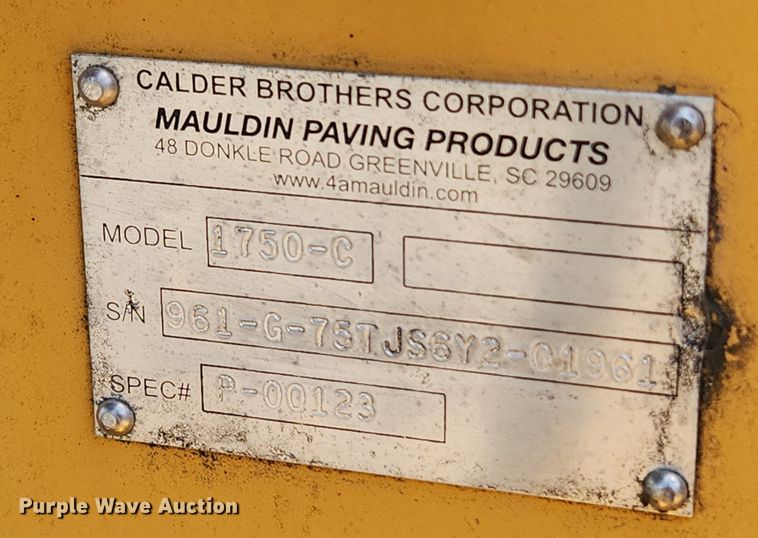 CALDER BROTHERS CORPORATION
MAULDIN PAVING PRODUCTS
48 DONKLE ROAD GREENVILLE, SC 29609
www.4amauldin.com
MODEL 1750-C
S/N 961-G-75TJS6Y2-01961
SPEC# P-00123
Purple Wave Auction